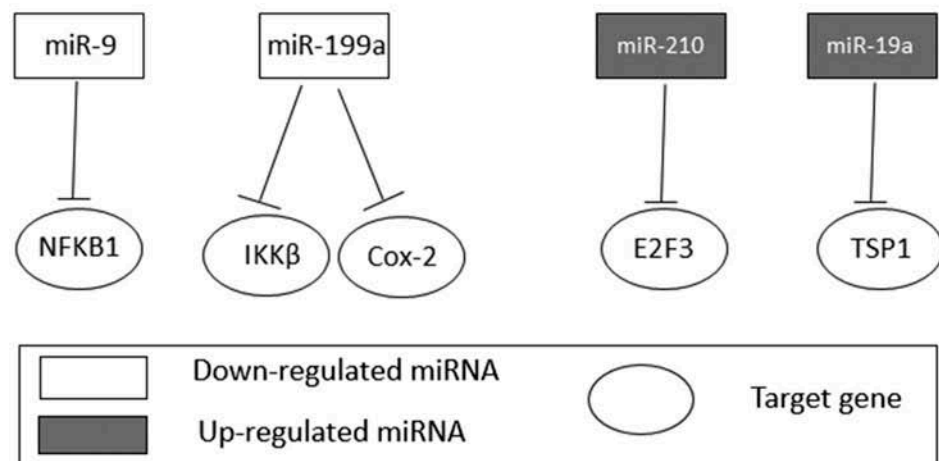 miR-9 miR-199a miR-210 miR-19a
NFKB1 IKKβ Cox-2 E2F3 TSP1
Down-regulated miRNA
Target gene
Up-regulated miRNA